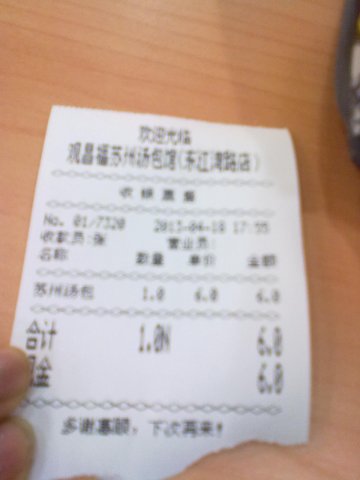 欢迎光临
观昌福苏州汤包馆(东江湾路店)
收银票据
No. 01/7320 2013-04-18 17:55
收款员:张 营业员:
名称 数量 单价 金额
苏州汤包 1.0 6.0 6.0
合计 1.0N 6.0
现金 6.0
多谢惠顾，下次再来!